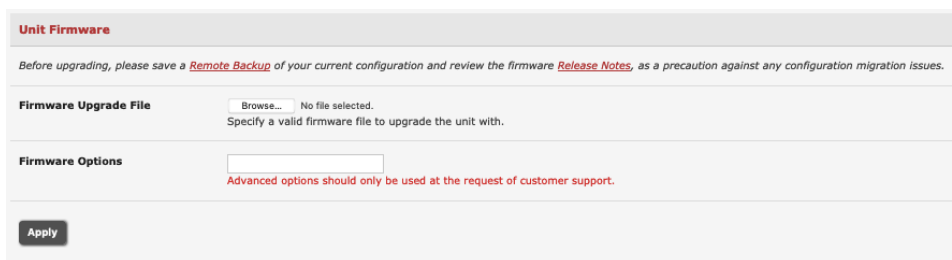 Unit Firmware
Before upgrading, please save a Remote Backup of your current configuration and review the firmware Release Notes, as a precaution against any configuration migration issues.
Firmware Upgrade File
Browse... No file selected.
Specify a valid firmware file to upgrade the unit with.
Firmware Options
Advanced options should only be used at the request of customer support.
Apply